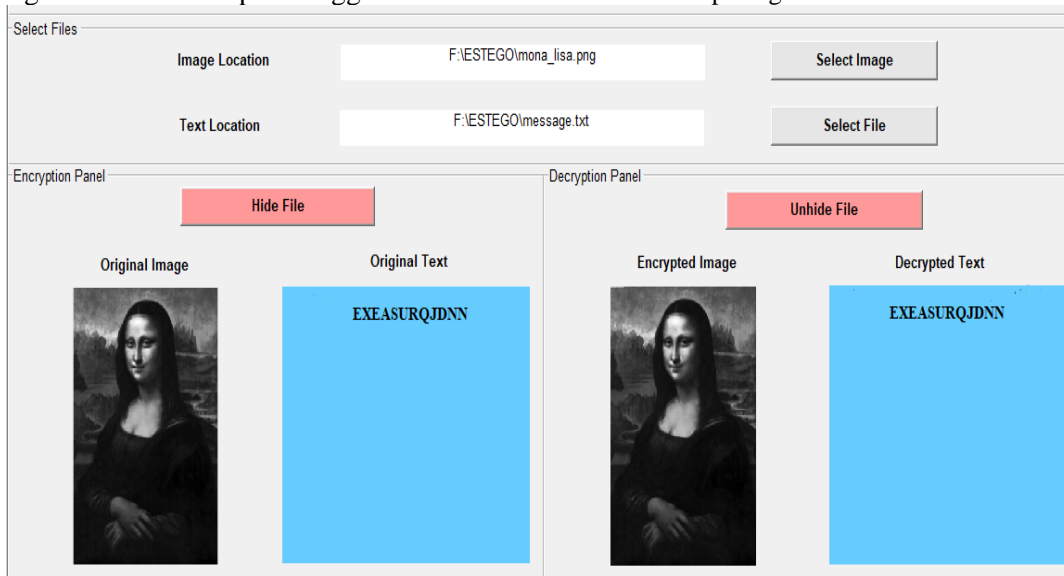 Select Files
Image Location F:\ESTEGO\mona_lisa.png Select Image
Text Location F:\ESTEGO\message.txt Select File
Encryption Panel Decryption Panel
Hide File Unhide File
Original Image Original Text Encrypted Image Decrypted Text
EXEASURQJDNN EXEASURQJDNN